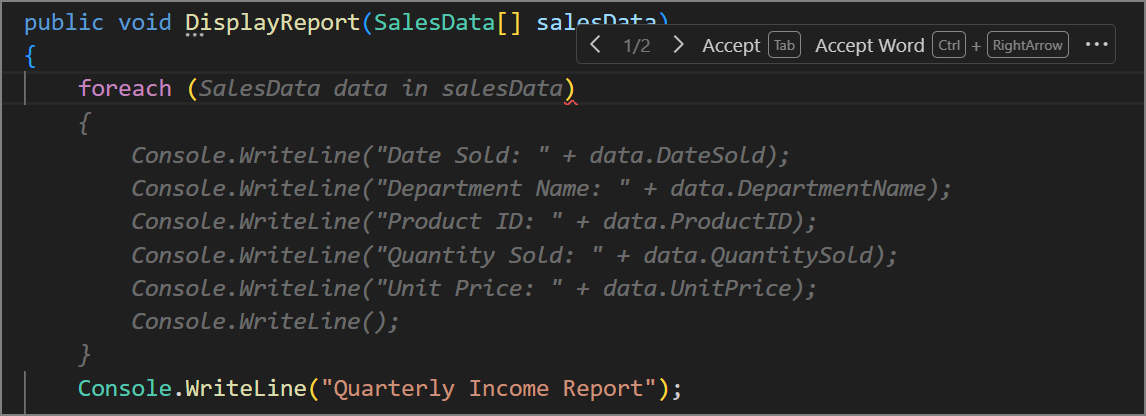 public void DisplayReport(SalesData[] salesData)
< 1/2 > Accept Tab Accept Word Ctrl + RightArrow ···
{
    foreach (SalesData data in salesData)
    {
        Console.WriteLine("Date Sold: " + data.DateSold);
        Console.WriteLine("Department Name: " + data.DepartmentName);
        Console.WriteLine("Product ID: " + data.ProductID);
        Console.WriteLine("Quantity Sold: " + data.QuantitySold);
        Console.WriteLine("Unit Price: " + data.UnitPrice);
        Console.WriteLine();
    }
    Console.WriteLine("Quarterly Income Report");